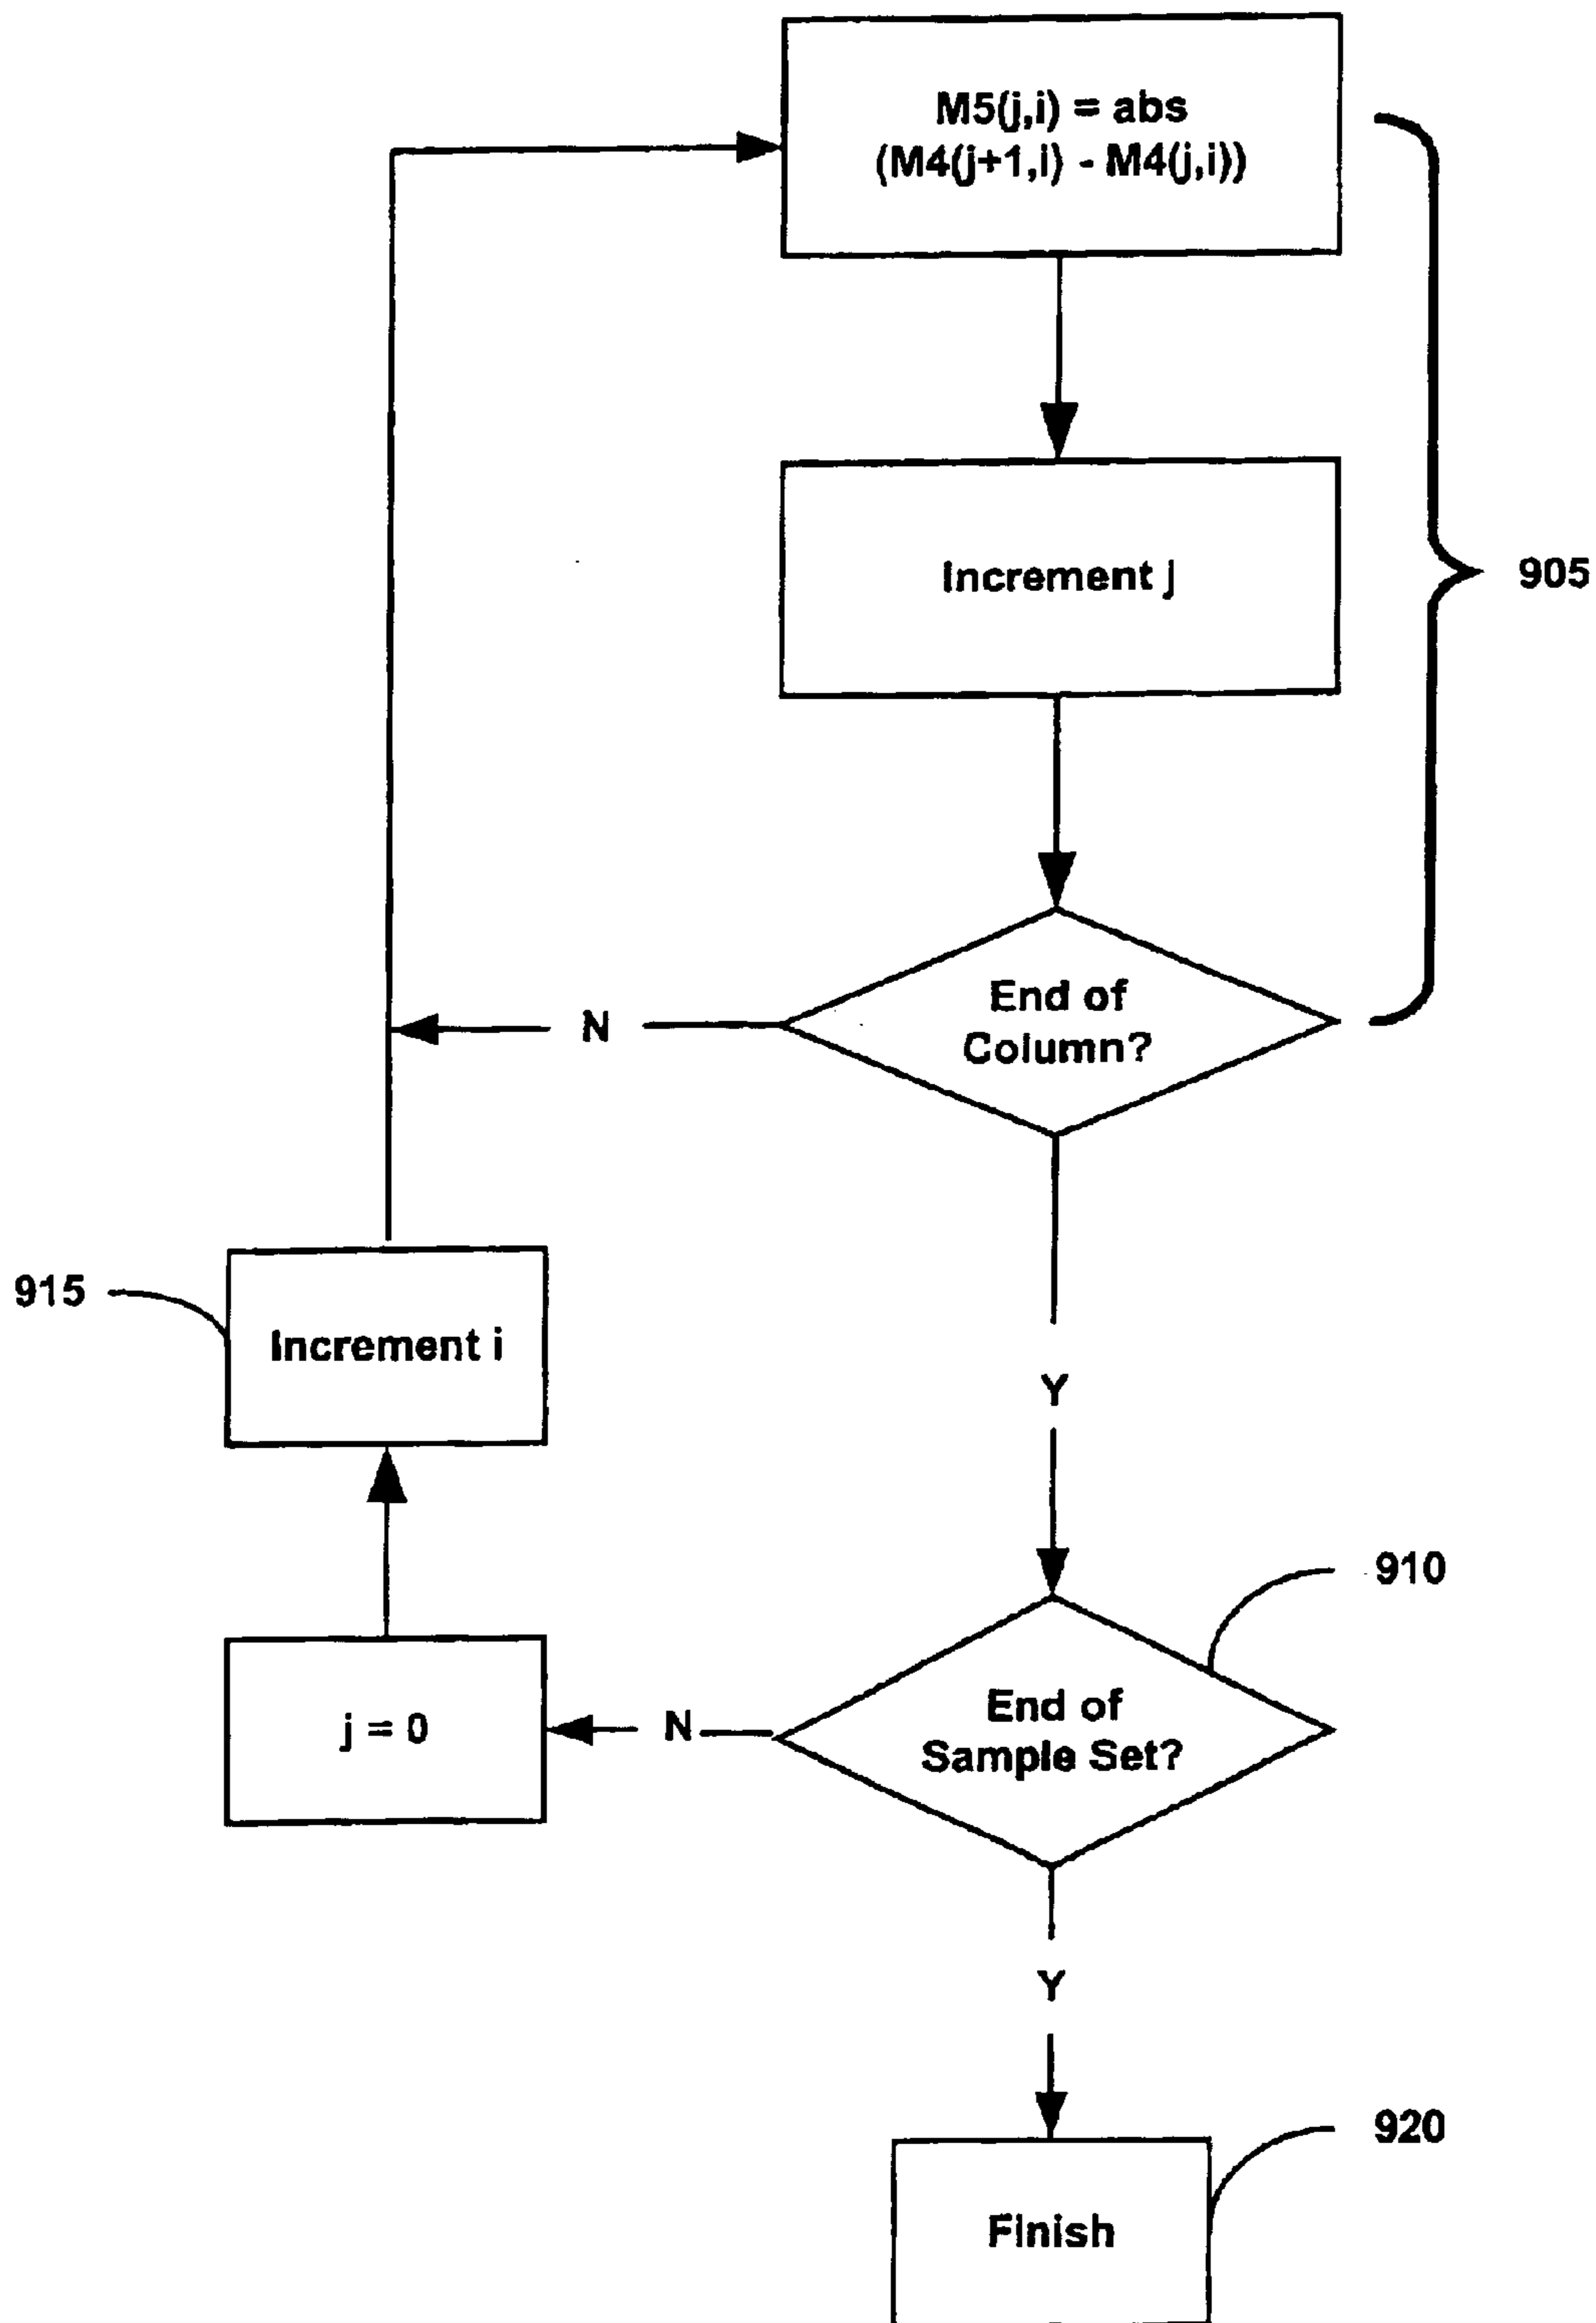 M5(j,i) = abs
(M4(j+1,i) - M4(j,i))
Increment j
905
End of
Column?
N
Y
915
Increment i
910
End of
Sample Set?
N
j = 0
Y
920
Finish